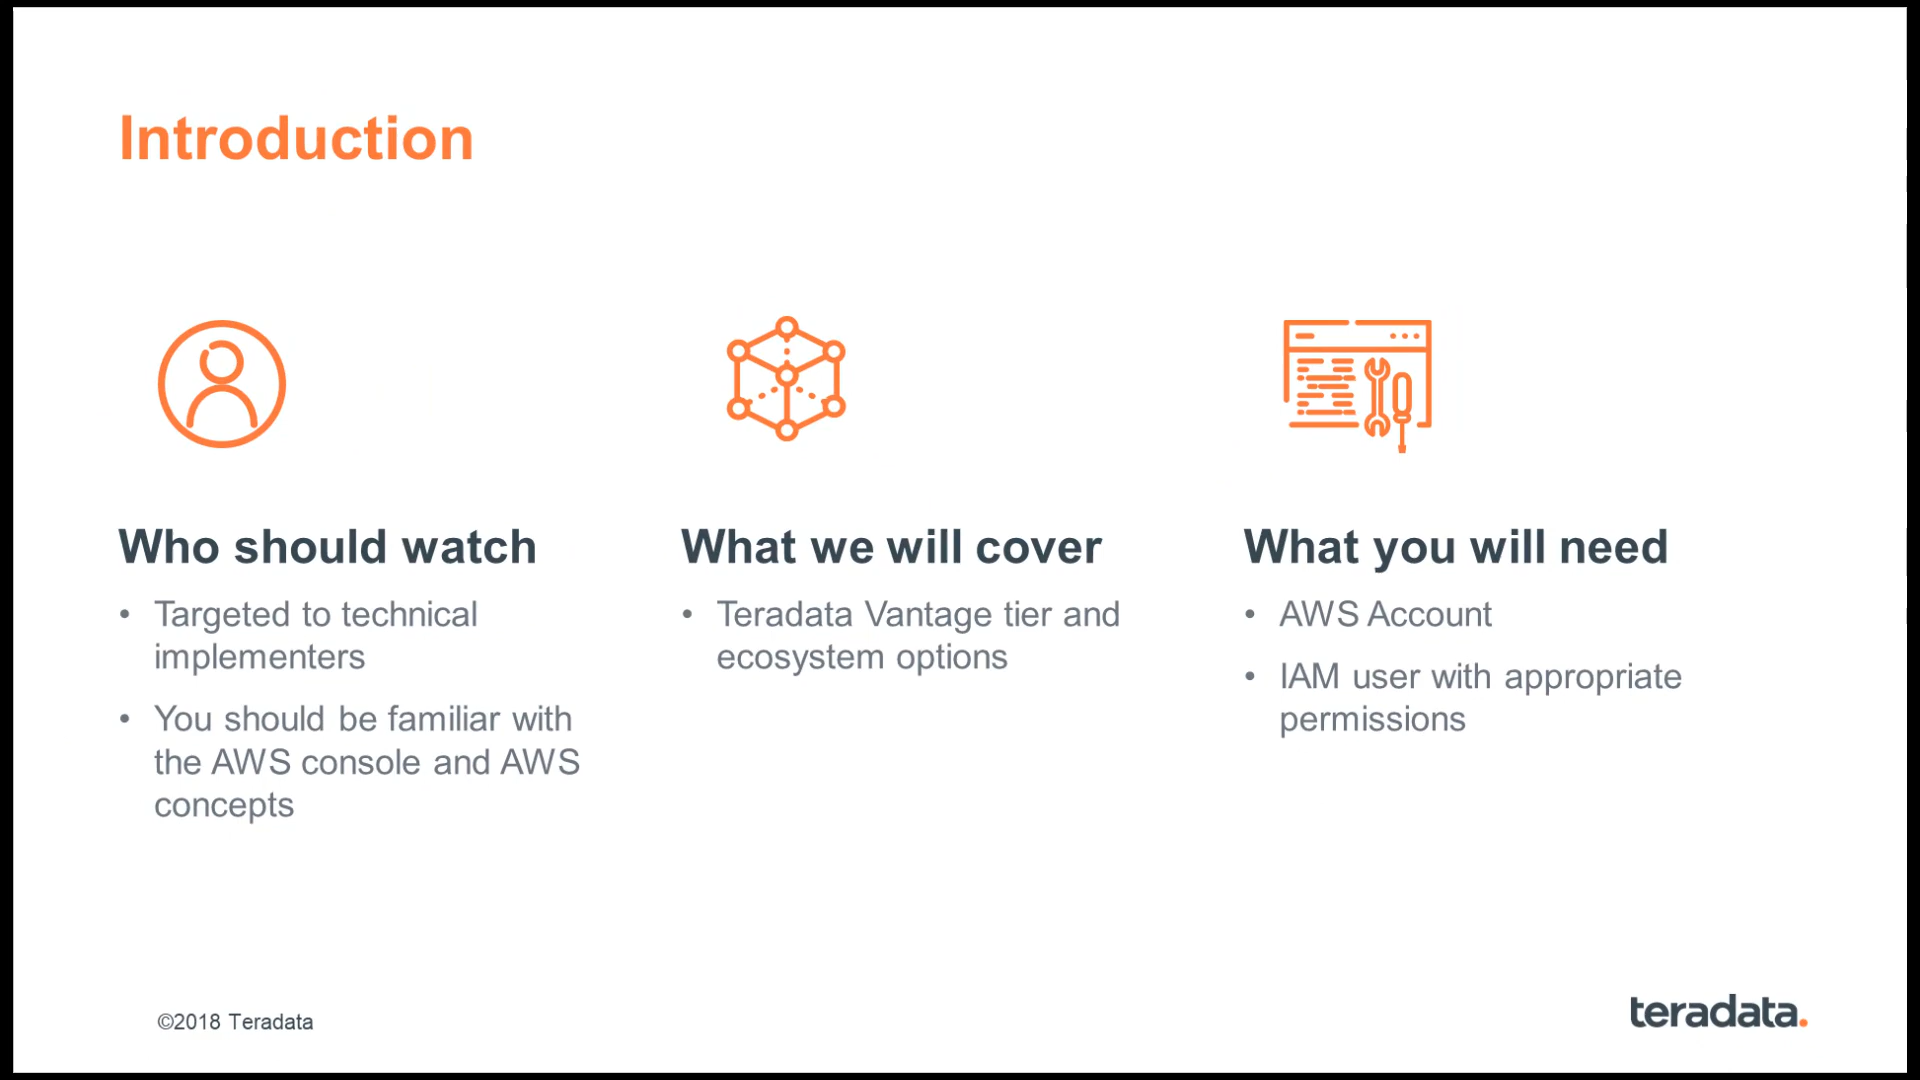 Introduction
Who should watch
• Targeted to technical
implementers
• You should be familiar with
the AWS console and AWS
concepts
What we will cover
• Teradata Vantage tier and
ecosystem options
What you will need
• AWS Account
• IAM user with appropriate
permissions
©2018 Teradata
teradata.